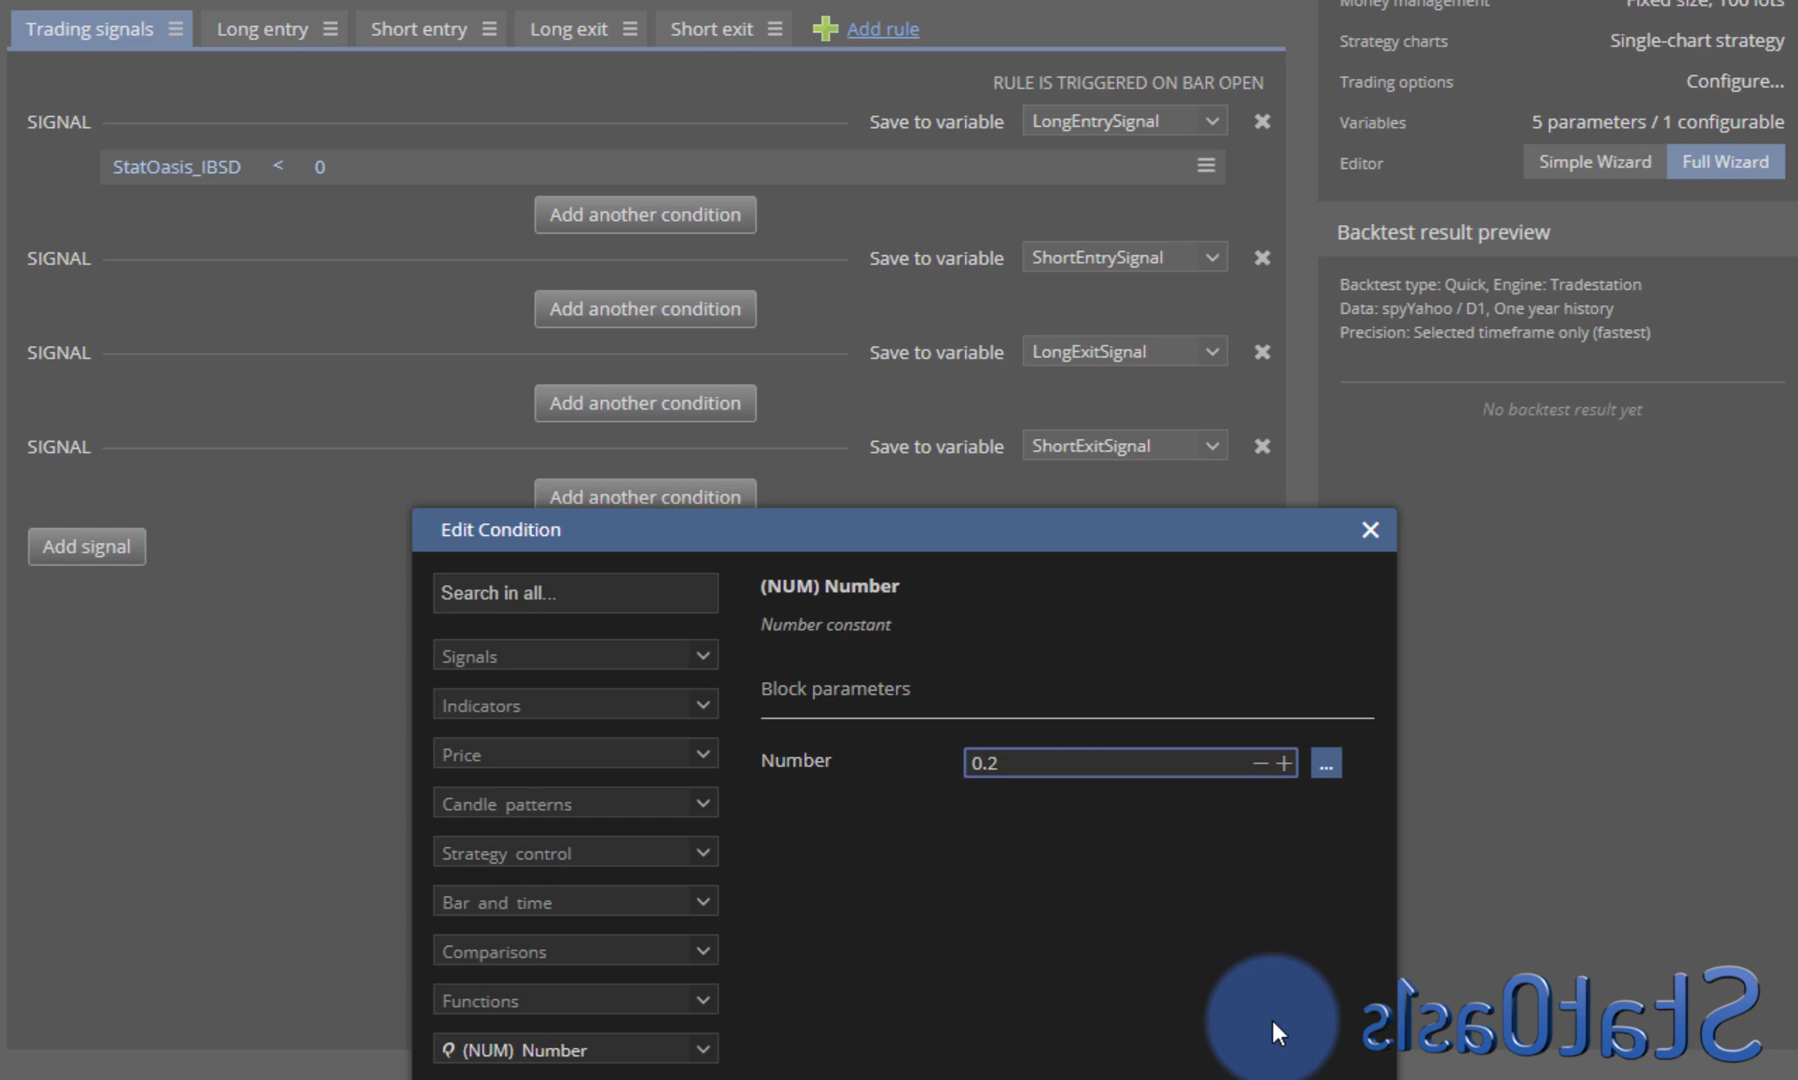 Trading signals
Long entry
Short entry
Long exit
Short exit
Add rule
RULE IS TRIGGERED ON BAR OPEN
SIGNAL
Save to variable
LongEntrySignal
StatOasis_IBSD < 0
Add another condition
SIGNAL
Save to variable
ShortEntrySignal
Add another condition
SIGNAL
Save to variable
LongExitSignal
Add another condition
SIGNAL
Save to variable
ShortExitSignal
Add another condition
Add signal
Money management
Fixed size, 100 lots
Strategy charts
Single-chart strategy
Trading options
Configure...
Variables
5 parameters / 1 configurable
Editor
Simple Wizard
Full Wizard
Backtest result preview
Backtest type: Quick, Engine: Tradestation
Data: spyYahoo / D1, One year history
Precision: Selected timeframe only (fastest)
No backtest result yet
Edit Condition
Search in all...
Signals
Indicators
Price
Candle patterns
Strategy control
Bar and time
Comparisons
Functions
(NUM) Number
(NUM) Number
Number constant
Block parameters
Number
0.2
...
StatOasis